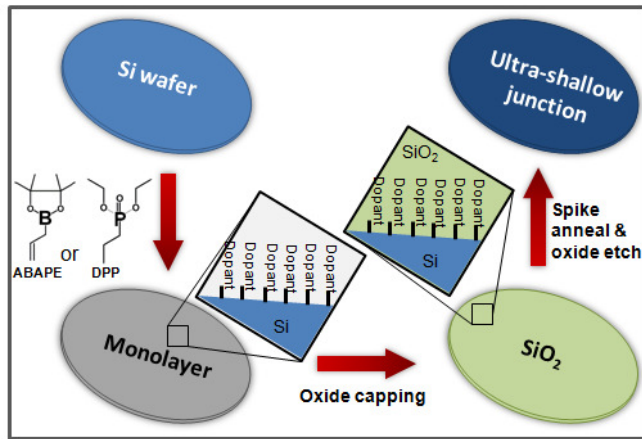 Si wafer
Ultra-shallow
junction
B
O
O
or
ABAPE
O
O
P
O
DPP
Dopant
Dopant
Dopant
Dopant
Dopant
Dopant
Si
SiO₂
Dopant
Dopant
Dopant
Dopant
Dopant
Dopant
Si
Spike
anneal &
oxide etch
Monolayer
Oxide capping
SiO₂